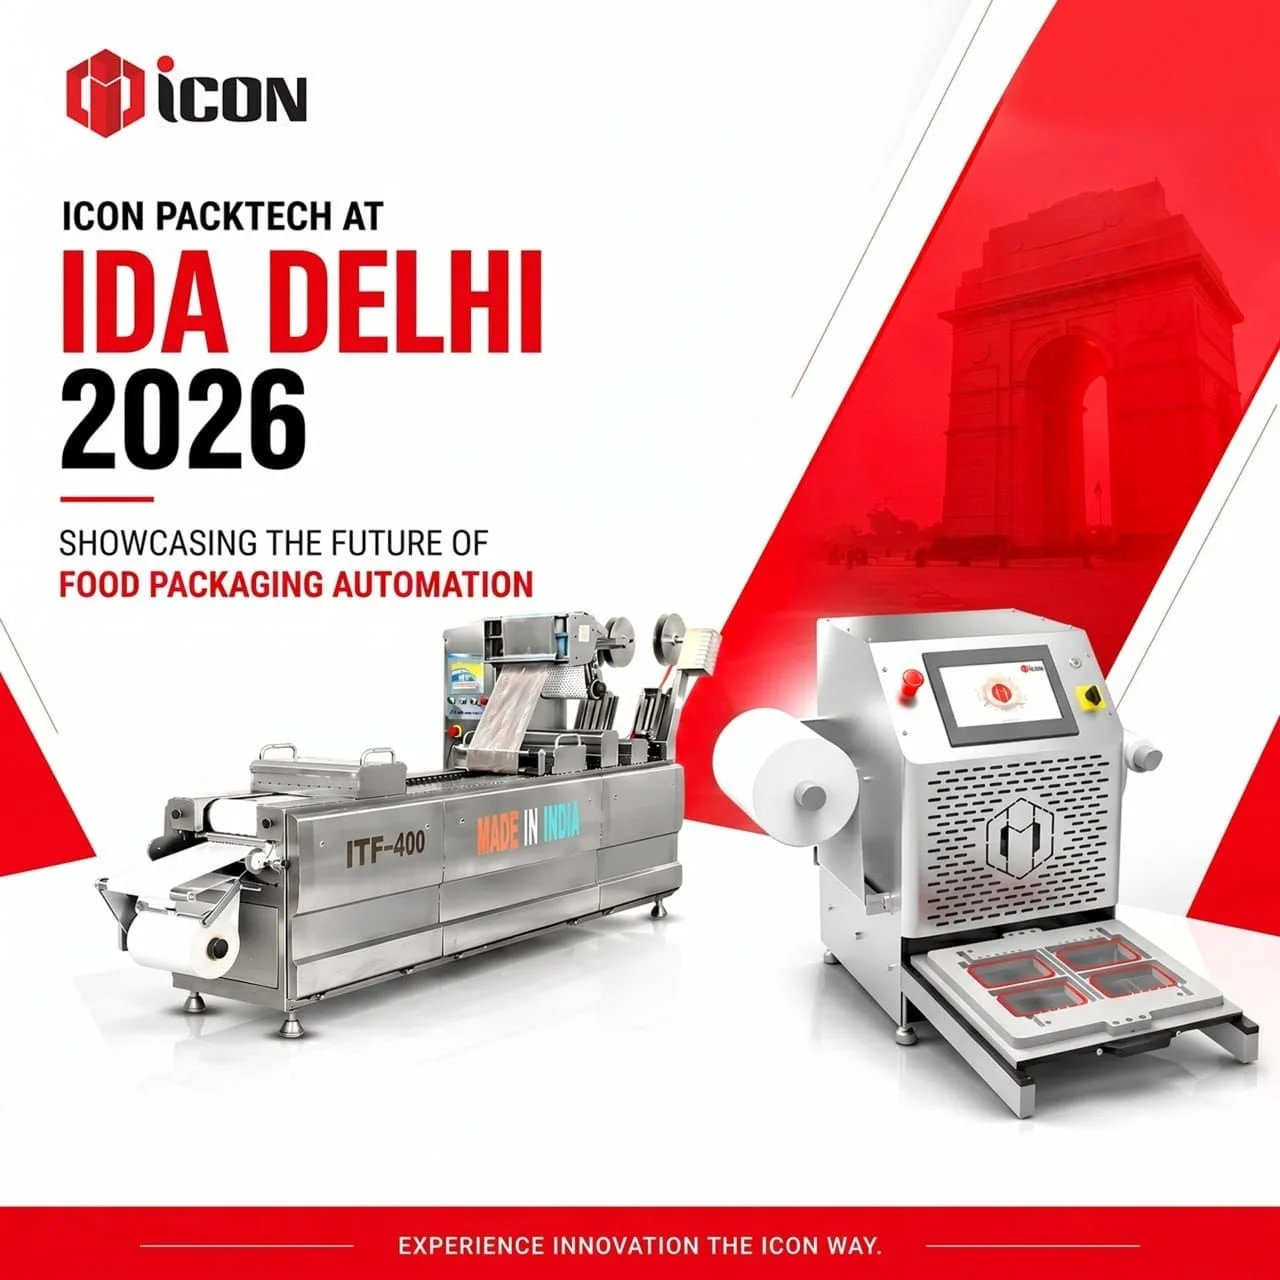 iCON
ICON PACKTECH AT
IDA DELHI
2026
SHOWCASING THE FUTURE OF
FOOD PACKAGING AUTOMATION
ITF-400
MADE IN INDIA
iCON
EXPERIENCE INNOVATION THE ICON WAY.